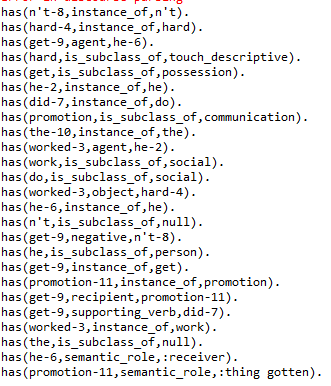 Error in discourse parsing
has(n't-8,instance_of,n't).
has(hard-4,instance_of,hard).
has(get-9,agent,he-6).
has(hard,is_subclass_of,touch_descriptive).
has(get,is_subclass_of,possession).
has(he-2,instance_of,he).
has(did-7,instance_of,do).
has(promotion,is_subclass_of,communication).
has(the-10,instance_of,the).
has(worked-3,agent,he-2).
has(work,is_subclass_of,social).
has(do,is_subclass_of,social).
has(worked-3,object,hard-4).
has(he-6,instance_of,he).
has(n't,is_subclass_of,null).
has(get-9,negative,n't-8).
has(he,is_subclass_of,person).
has(get-9,instance_of,get).
has(promotion-11,instance_of,promotion).
has(get-9,recipient,promotion-11).
has(get-9,supporting_verb,did-7).
has(worked-3,instance_of,work).
has(the,is_subclass_of,null).
has(he-6,semantic_role,:receiver).
has(promotion-11,semantic_role,:thing gotten).